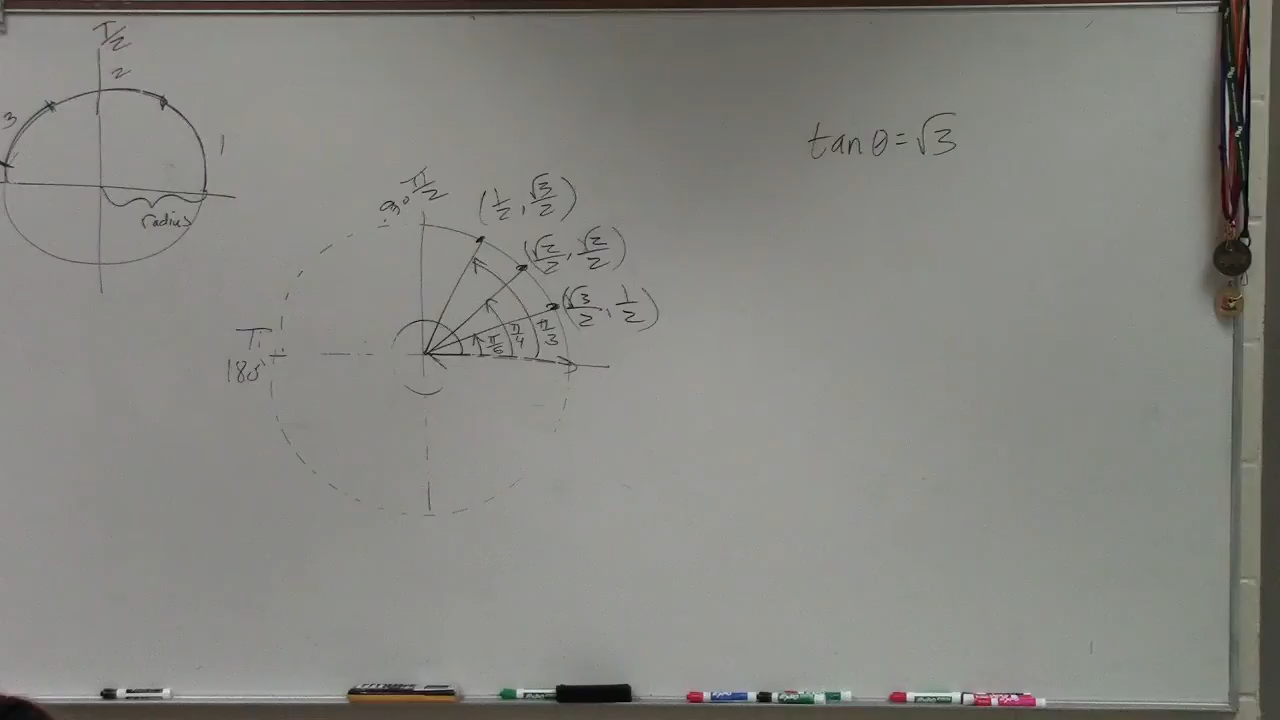 π/2
2
3
1
radius
tan θ = √3
90° π/2
(1/2, √3/2)
(√2/2, √2/2)
(√3/2, 1/2)
π/6 π/4 π/3
π
180°